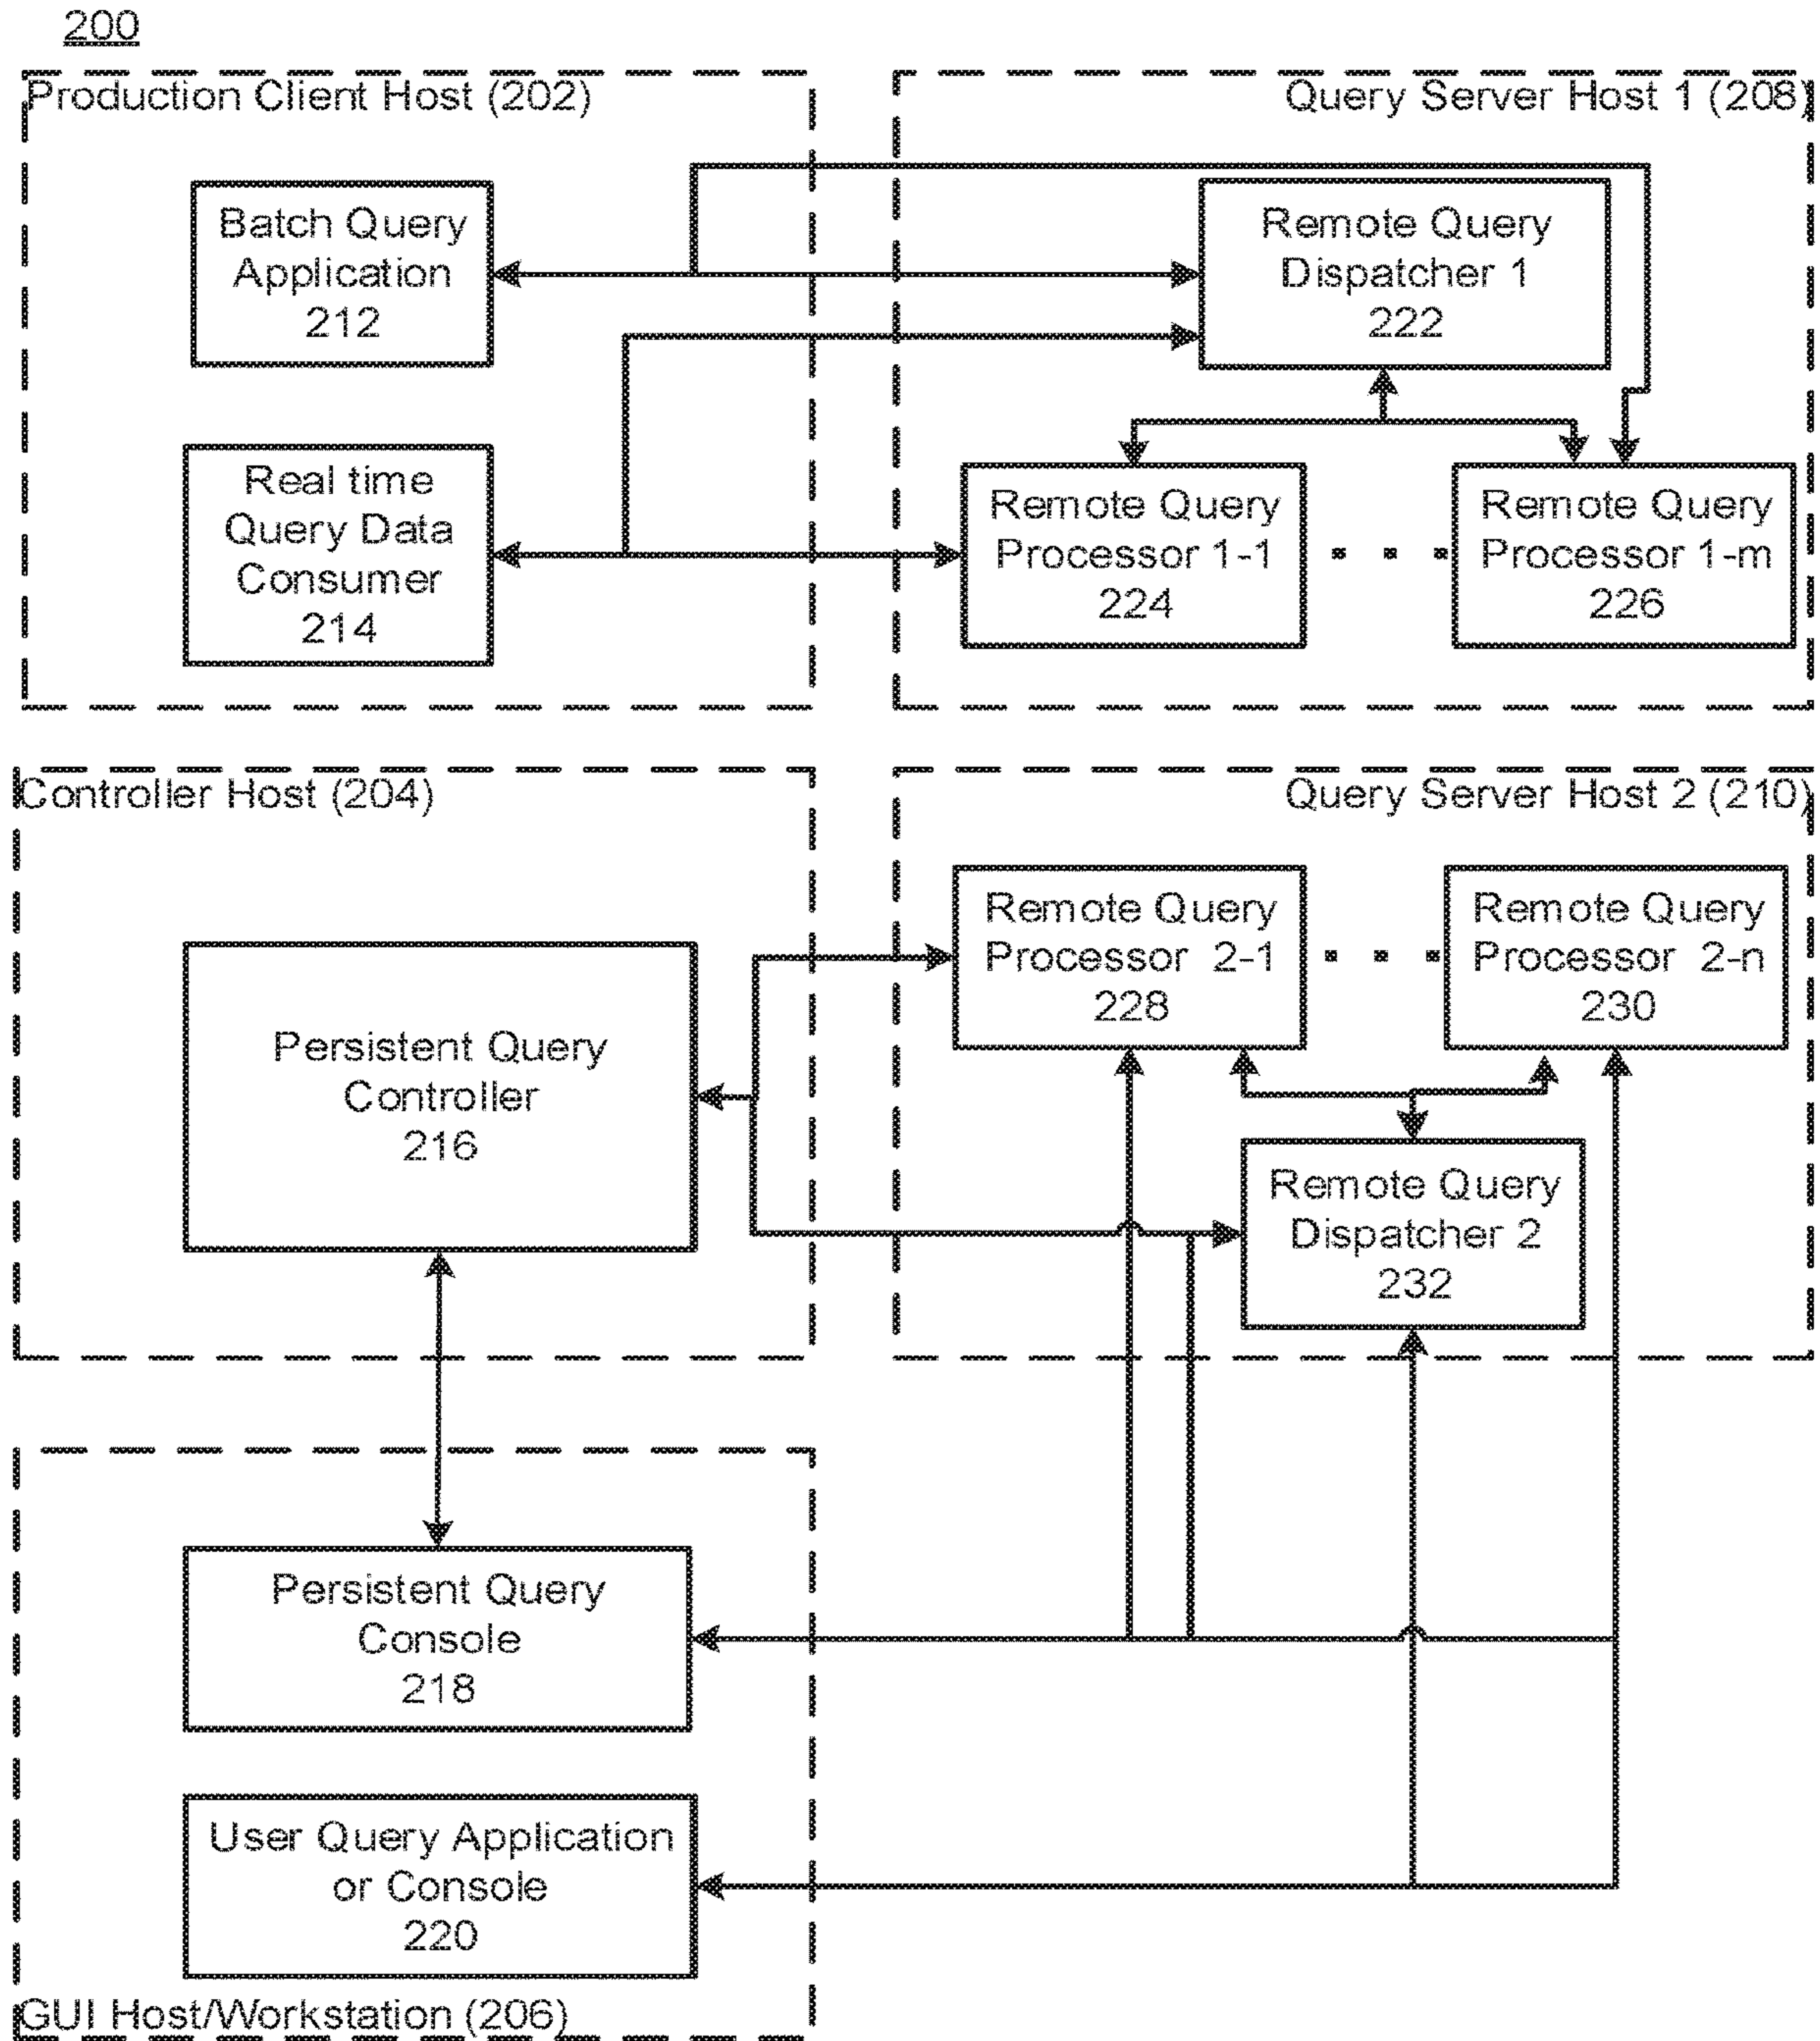 200
Production Client Host (202)
Query Server Host 1 (208)
Batch Query
Application
212
Remote Query
Dispatcher 1
222
Real time
Query Data
Consumer
214
Remote Query
Processor 1-1
224
Remote Query
Processor 1-m
226
Controller Host (204)
Query Server Host 2 (210)
Remote Query
Processor 2-1
228
Remote Query
Processor 2-n
230
Persistent Query
Controller
216
Remote Query
Dispatcher 2
232
Persistent Query
Console
218
User Query Application
or Console
220
GUI Host/Workstation (206)